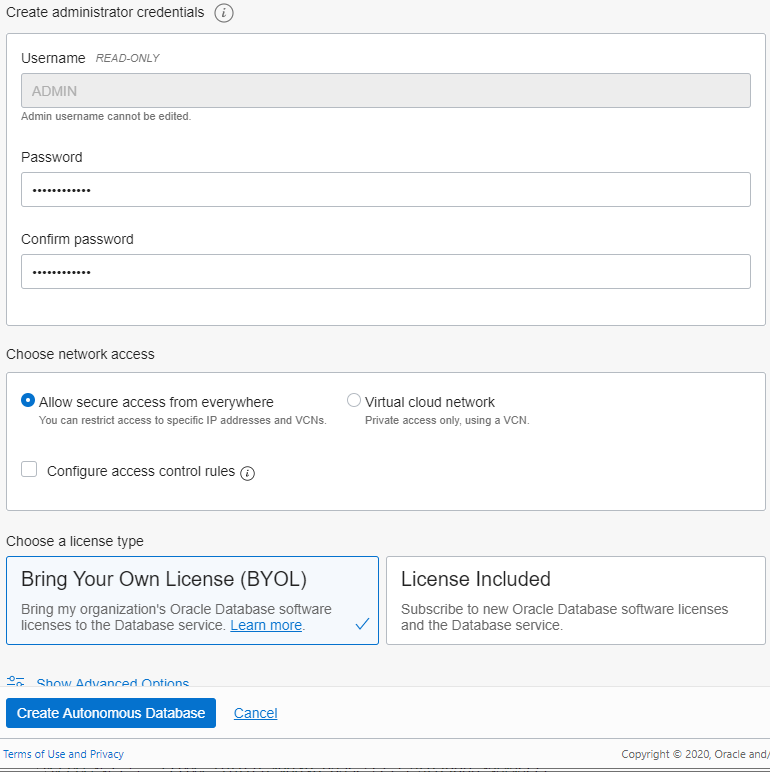 Create administrator credentials
Username READ-ONLY
ADMIN
Admin username cannot be edited.
Password
••••••••••••
Confirm password
••••••••••••
Choose network access
Allow secure access from everywhere
You can restrict access to specific IP addresses and VCNs.
Virtual cloud network
Private access only, using a VCN.
Configure access control rules
Choose a license type
Bring Your Own License (BYOL)
Bring my organization's Oracle Database software
licenses to the Database service. Learn more.
License Included
Subscribe to new Oracle Database software licenses
and the Database service.
Show Advanced Options
Create Autonomous Database Cancel
Terms of Use and Privacy
Copyright © 2020, Oracle and/